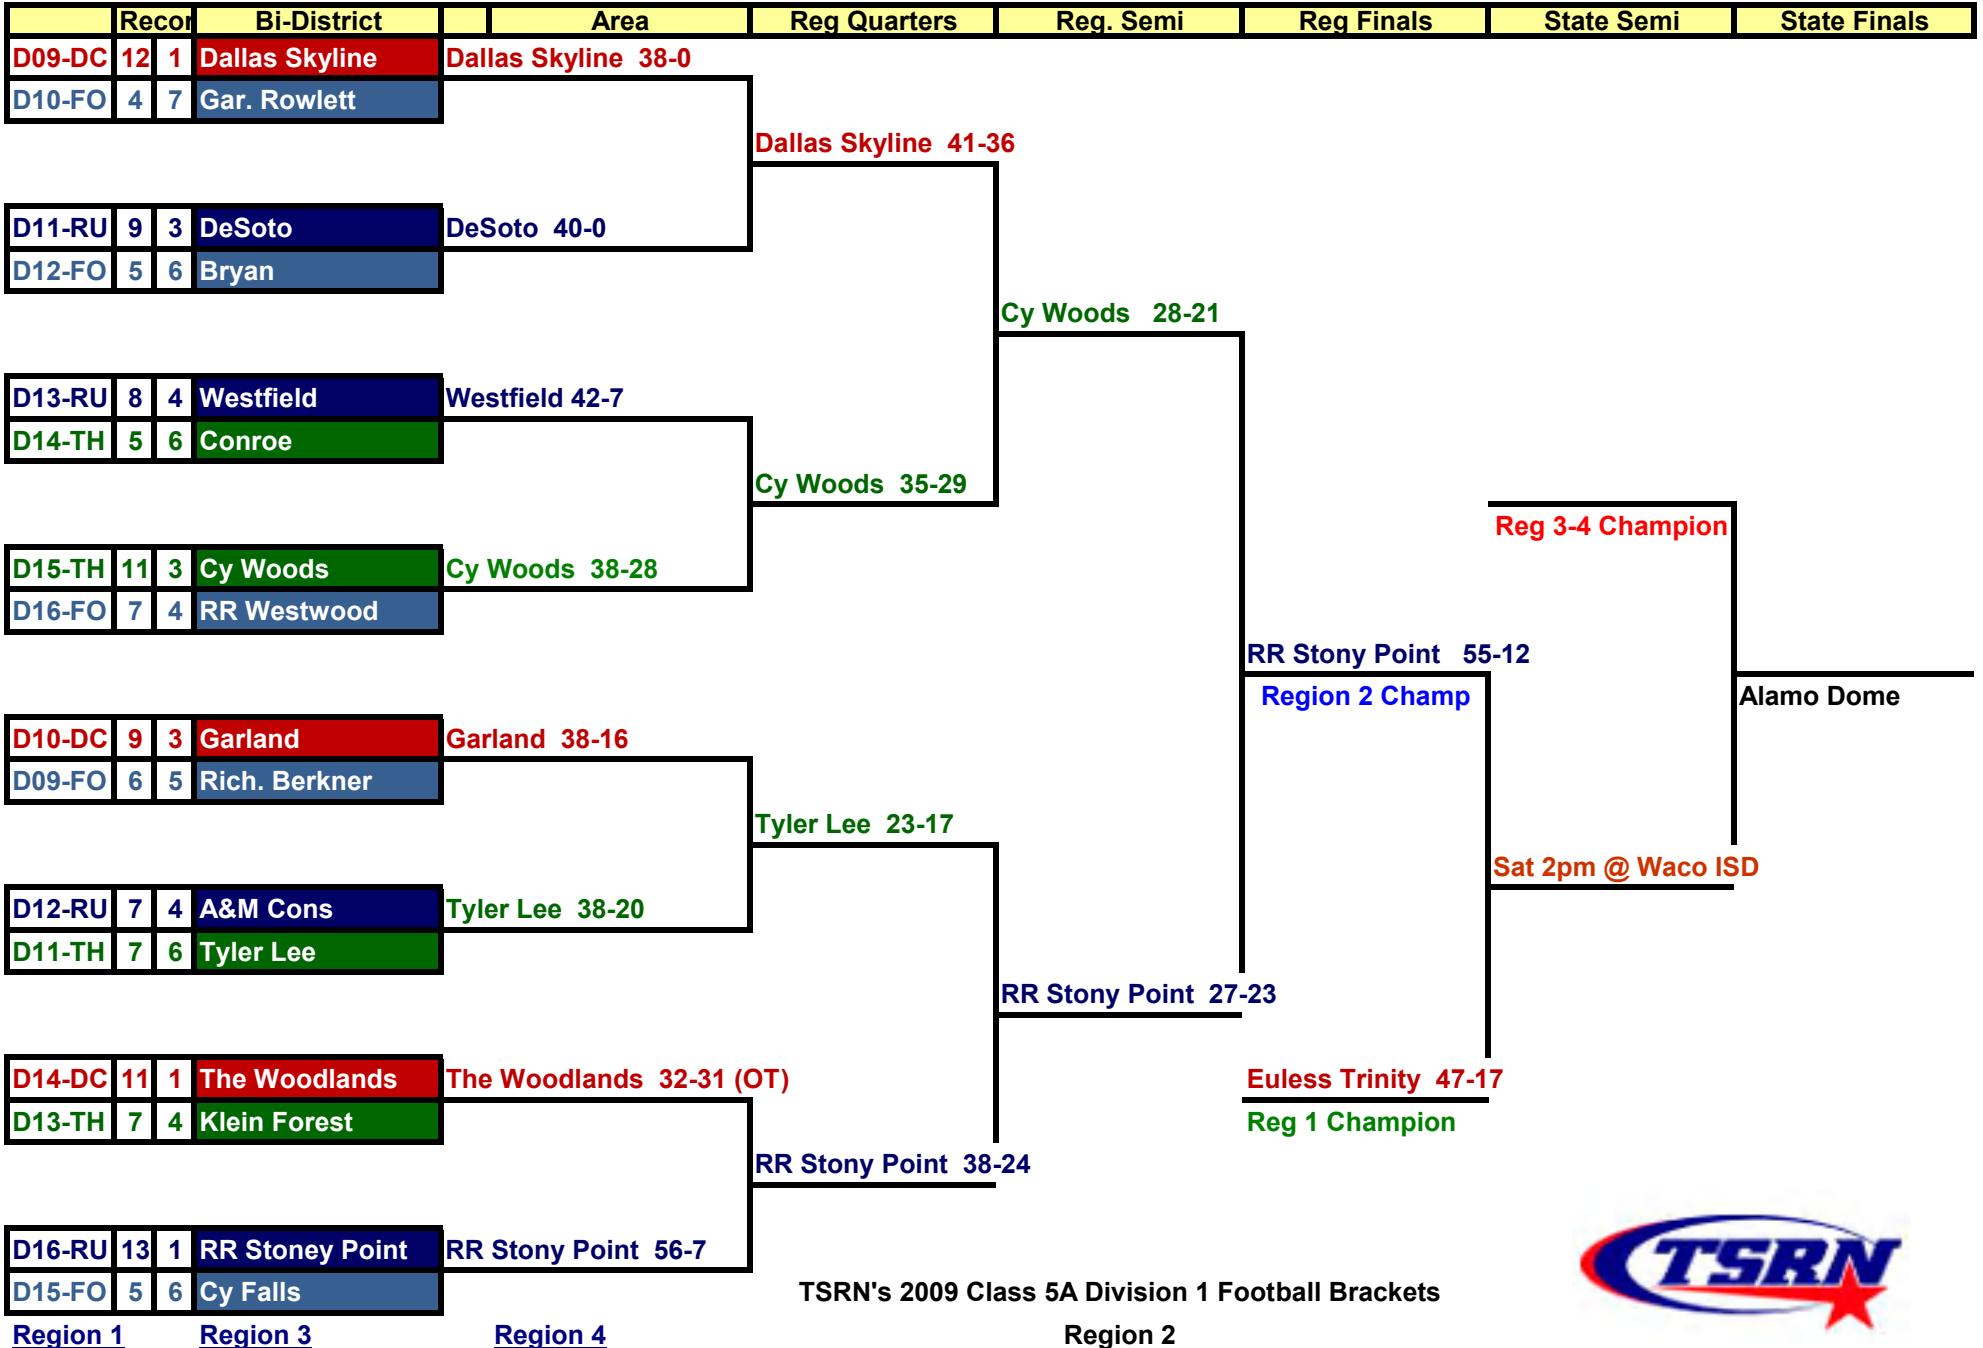 Recor Bi-District Area Reg Quarters Reg. Semi Reg Finals State Semi State Finals
D09-DC 12 1 Dallas Skyline Dallas Skyline 38-0
D10-FO 4 7 Gar. Rowlett
Dallas Skyline 41-36
D11-RU 9 3 DeSoto DeSoto 40-0
D12-FO 5 6 Bryan
Cy Woods 28-21
D13-RU 8 4 Westfield Westfield 42-7
D14-TH 5 6 Conroe
Cy Woods 35-29
Reg 3-4 Champion
D15-TH 11 3 Cy Woods Cy Woods 38-28
D16-FO 7 4 RR Westwood
RR Stony Point 55-12
Region 2 Champ Alamo Dome
D10-DC 9 3 Garland Garland 38-16
D09-FO 6 5 Rich. Berkner
Tyler Lee 23-17
Sat 2pm @ Waco ISD
D12-RU 7 4 A&M Cons Tyler Lee 38-20
D11-TH 7 6 Tyler Lee
RR Stony Point 27-23
D14-DC 11 1 The Woodlands The Woodlands 32-31 (OT) Euless Trinity 47-17
D13-TH 7 4 Klein Forest Reg 1 Champion
RR Stony Point 38-24
D16-RU 13 1 RR Stoney Point RR Stony Point 56-7
TSRN
D15-FO 5 6 Cy Falls TSRN's 2009 Class 5A Division 1 Football Brackets
Region 1 Region 3 Region 4 Region 2